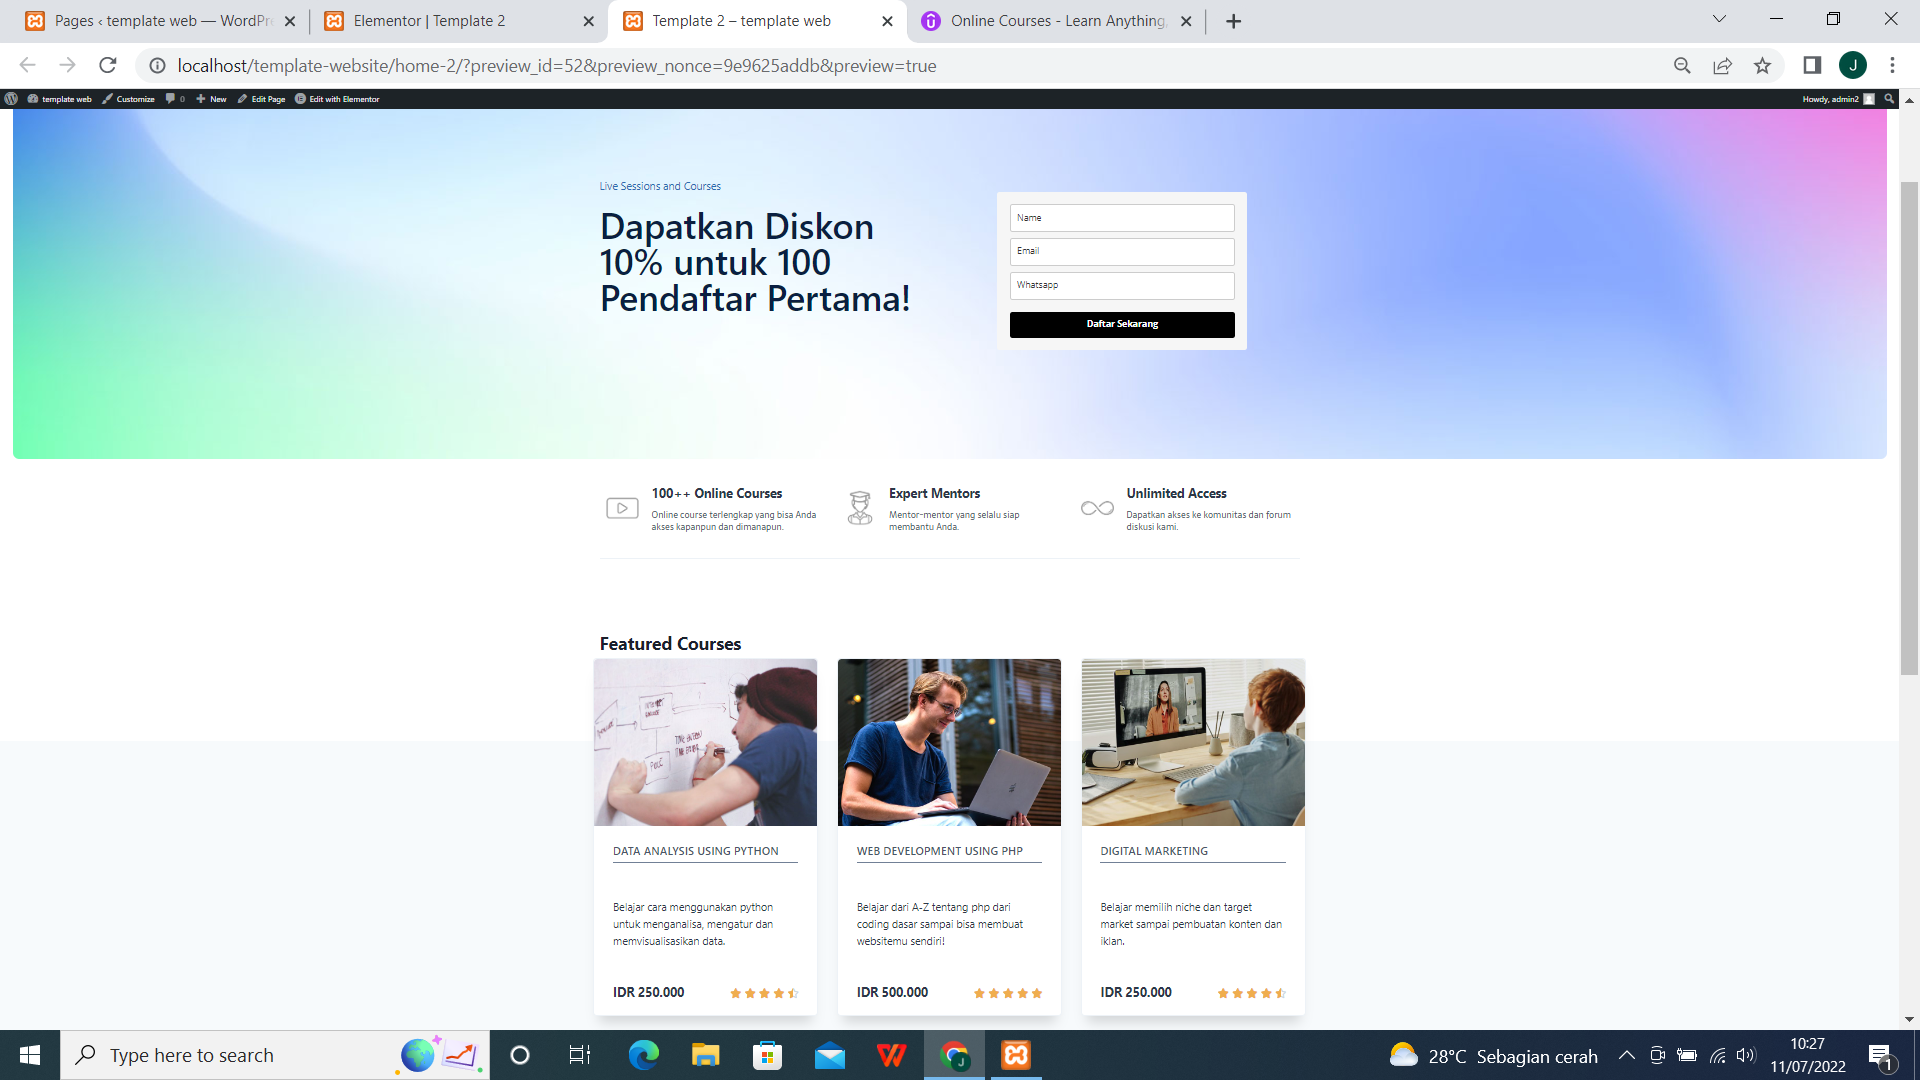 Pages ‹ template web — WordPre
Elementor | Template 2
Template 2 – template web
Online Courses - Learn Anything,
localhost/template-website/home-2/?preview_id=52&preview_nonce=9e9625addb&preview=true
J
template web
Customize
0
New
Edit Page
Edit with Elementor
Howdy, admin2
Live Sessions and Courses
Dapatkan Diskon
10% untuk 100
Pendaftar Pertama!
Name
Email
Whatsapp
Daftar Sekarang
100++ Online Courses
Online course terlengkap yang bisa Anda
akses kapanpun dan dimanapun.
Expert Mentors
Mentor-mentor yang selalu siap
membantu Anda.
Unlimited Access
Dapatkan akses ke komunitas dan forum
diskusi kami.
Featured Courses
DATA ANALYSIS USING PYTHON
Belajar cara menggunakan python
untuk menganalisa, mengatur dan
memvisualisasikan data.
IDR 250.000
WEB DEVELOPMENT USING PHP
Belajar dari A-Z tentang php dari
coding dasar sampai bisa membuat
websitemu sendiri!
IDR 500.000
DIGITAL MARKETING
Belajar memilih niche dan target
market sampai pembuatan konten dan
iklan.
IDR 250.000
Type here to search
28°C Sebagian cerah
10:27
11/07/2022
1